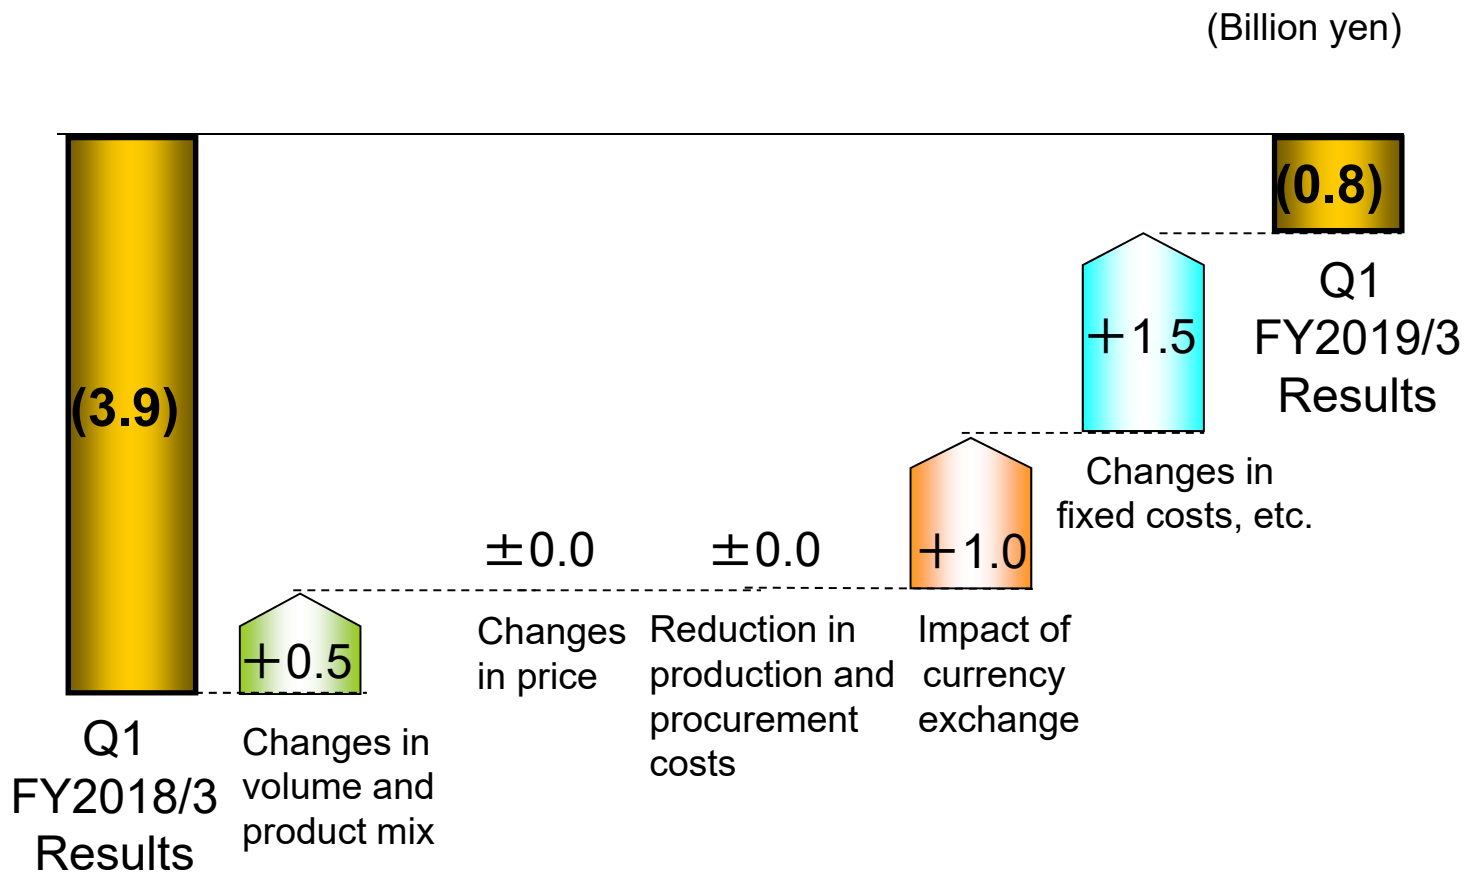 (Billion yen)
(3.9)
Q1
FY2018/3
Results
+0.5
Changes in
volume and
product mix
±0.0
Changes
in price
±0.0
Reduction in
production and
procurement
costs
+1.0
Impact of
currency
exchange
+1.5
Changes in
fixed costs, etc.
(0.8)
Q1
FY2019/3
Results